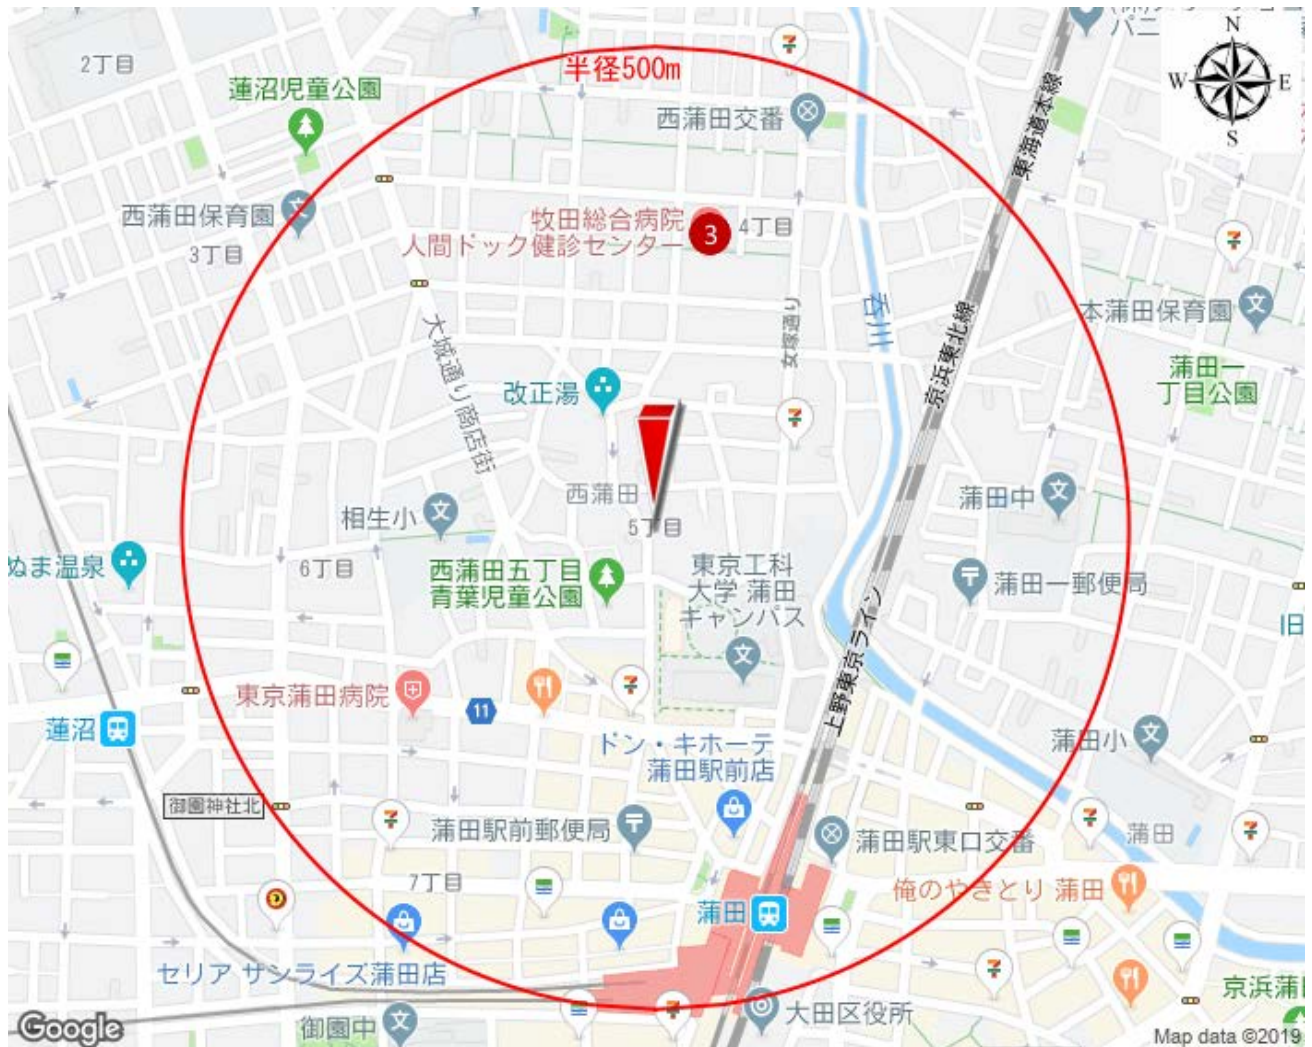 パニ
N
W
E
S
2丁目
半径500m
蓮沼児童公園
西蒲田交番
東海道本線
西蒲田保育園
3丁目
牧田総合病院
人間ドック健診センター
3
4丁目
大城通り商店街
女塚通り
呑川
京浜東北線
本蒲田保育園
蒲田一
丁目公園
改正湯
西蒲田
5丁目
相生小
蒲田中
ぬま温泉
6丁目
西蒲田五丁目
青葉児童公園
東京工科
大学 蒲田
キャンパス
蒲田一郵便局
旧
上野東京ライン
東京蒲田病院
11
蓮沼
ドン・キホーテ
蒲田駅前店
蒲田小
御園神社北
蒲田駅前郵便局
蒲田駅東口交番
蒲田
7丁目
俺のやきとり 蒲田
蒲田
セリア サンライズ蒲田店
京浜蒲
御園中
大田区役所
Google
Map data ©2019